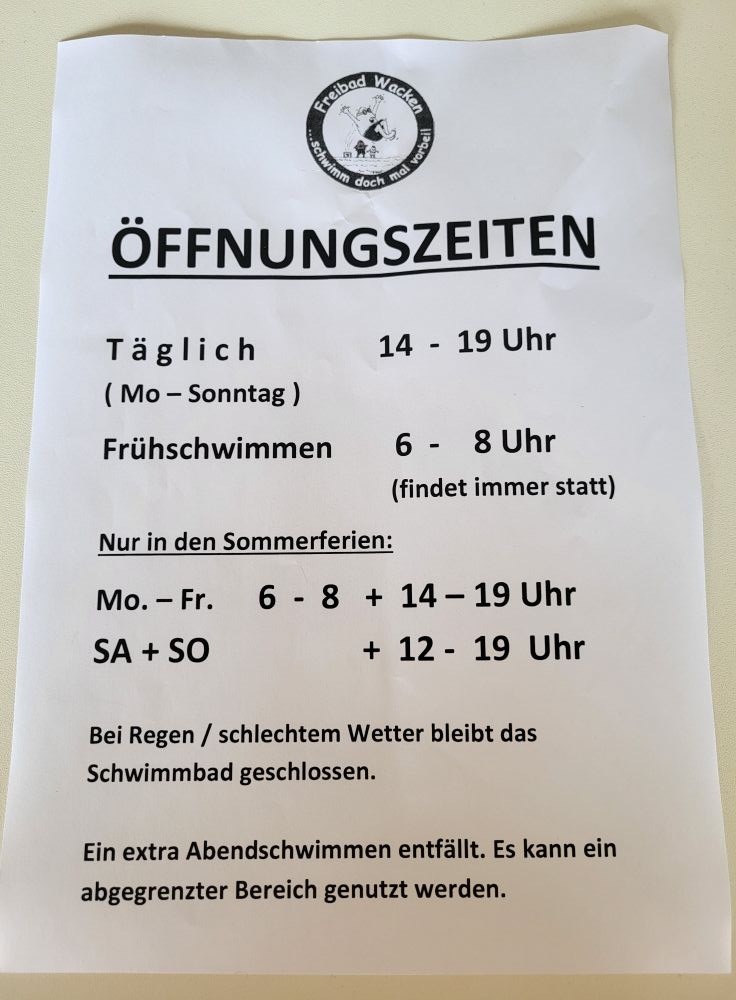 Freibad Wacken
...schwimm doch mal vorbei!
ÖFFNUNGSZEITEN
Täglich 14 - 19 Uhr
( Mo – Sonntag )
Frühschwimmen 6 - 8 Uhr
(findet immer statt)
Nur in den Sommerferien:
Mo. – Fr. 6 - 8 + 14 – 19 Uhr
SA + SO + 12 - 19 Uhr
Bei Regen / schlechtem Wetter bleibt das
Schwimmbad geschlossen.
Ein extra Abendschwimmen entfällt. Es kann ein
abgegrenzter Bereich genutzt werden.